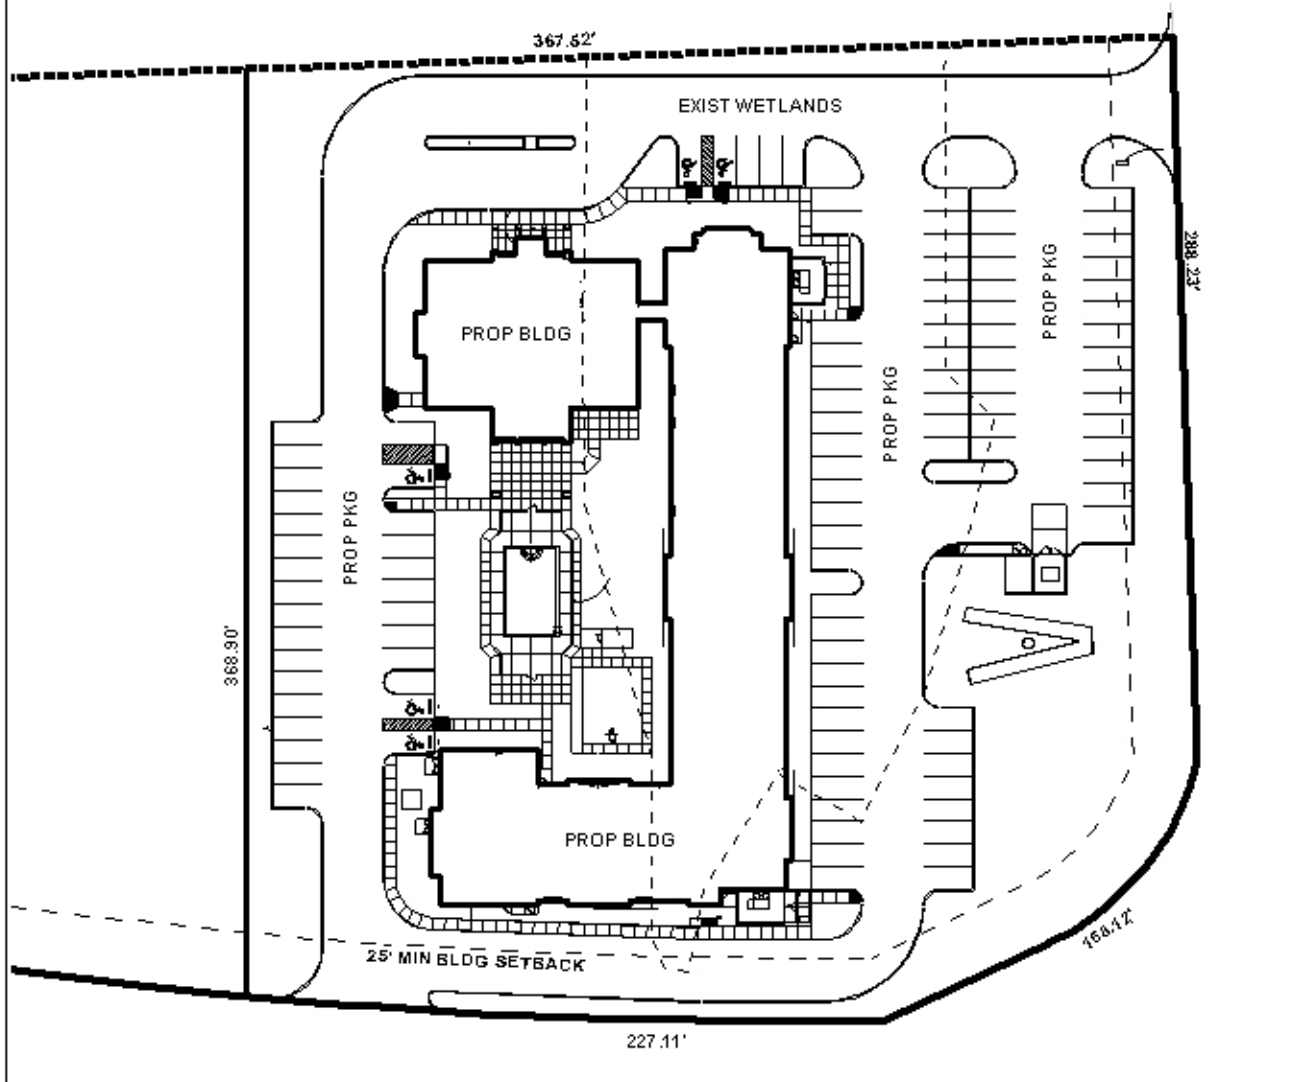 367.52'
EXIST WETLANDS
288.23'
PROP PKG
PROP BLDG
PROP PKG
PROP PKG
368.90'
PROP BLDG
168.12'
25' MIN BLDG SETBACK
227.11'